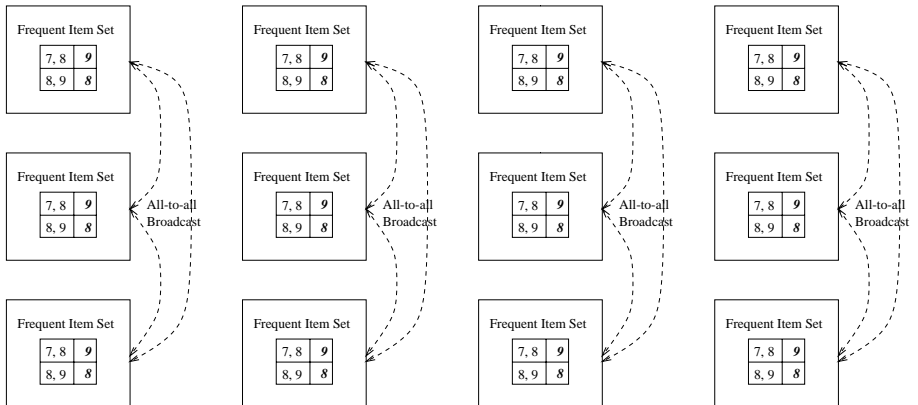 Frequent Item Set Frequent Item Set Frequent Item Set Frequent Item Set
7, 8 9 7, 8 9 7, 8 9 7, 8 9
8, 9 8 8, 9 8 8, 9 8 8, 9 8
Frequent Item Set Frequent Item Set Frequent Item Set Frequent Item Set
7, 8 9 All-to-all 7, 8 9 All-to-all 7, 8 9 All-to-all 7, 8 9 All-to-all
8, 9 8 Broadcast 8, 9 8 Broadcast 8, 9 8 Broadcast 8, 9 8 Broadcast
Frequent Item Set Frequent Item Set Frequent Item Set Frequent Item Set
7, 8 9 7, 8 9 7, 8 9 7, 8 9
8, 9 8 8, 9 8 8, 9 8 8, 9 8